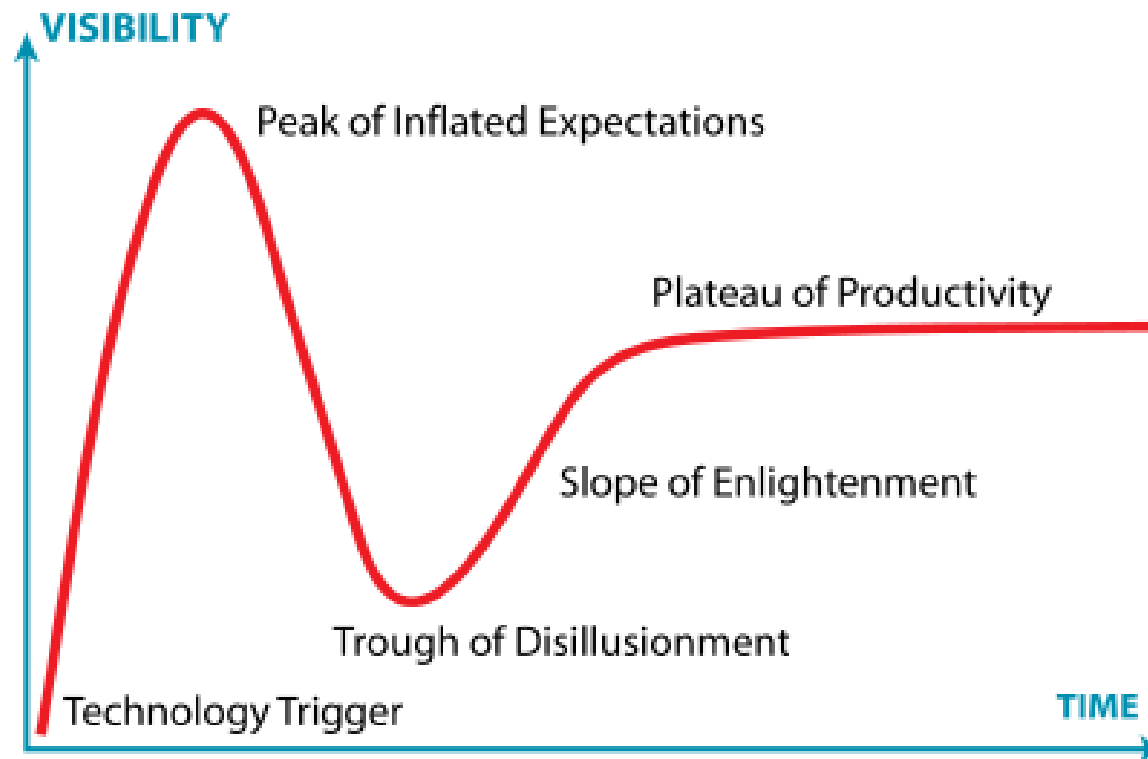 VISIBILITY
Peak of Inflated Expectations
Plateau of Productivity
Slope of Enlightenment
Trough of Disillusionment
Technology Trigger
TIME